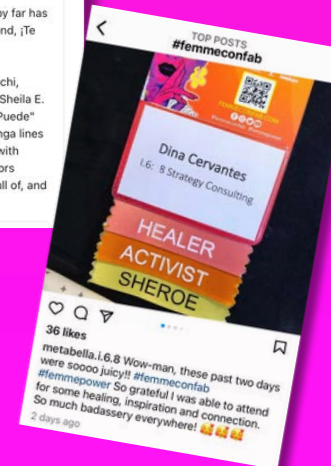 by far has
nd, ¡Te
chi,
Sheila E.
Puede"
nga lines
with
ors
ull of, and
TOP POSTS
#femmeconfab
Dina Cervantes
I.6: 8 Strategy Consulting
HEALER
ACTIVIST
SHEROE
36 likes
metabella.i.6.8 Wow-man, these past two days
were soooo juicy!! #femmeconfab
#femmepower So grateful I was able to attend
for some healing, inspiration and connection.
So much badassery everywhere! 🥰 🥰 🥰
2 days ago